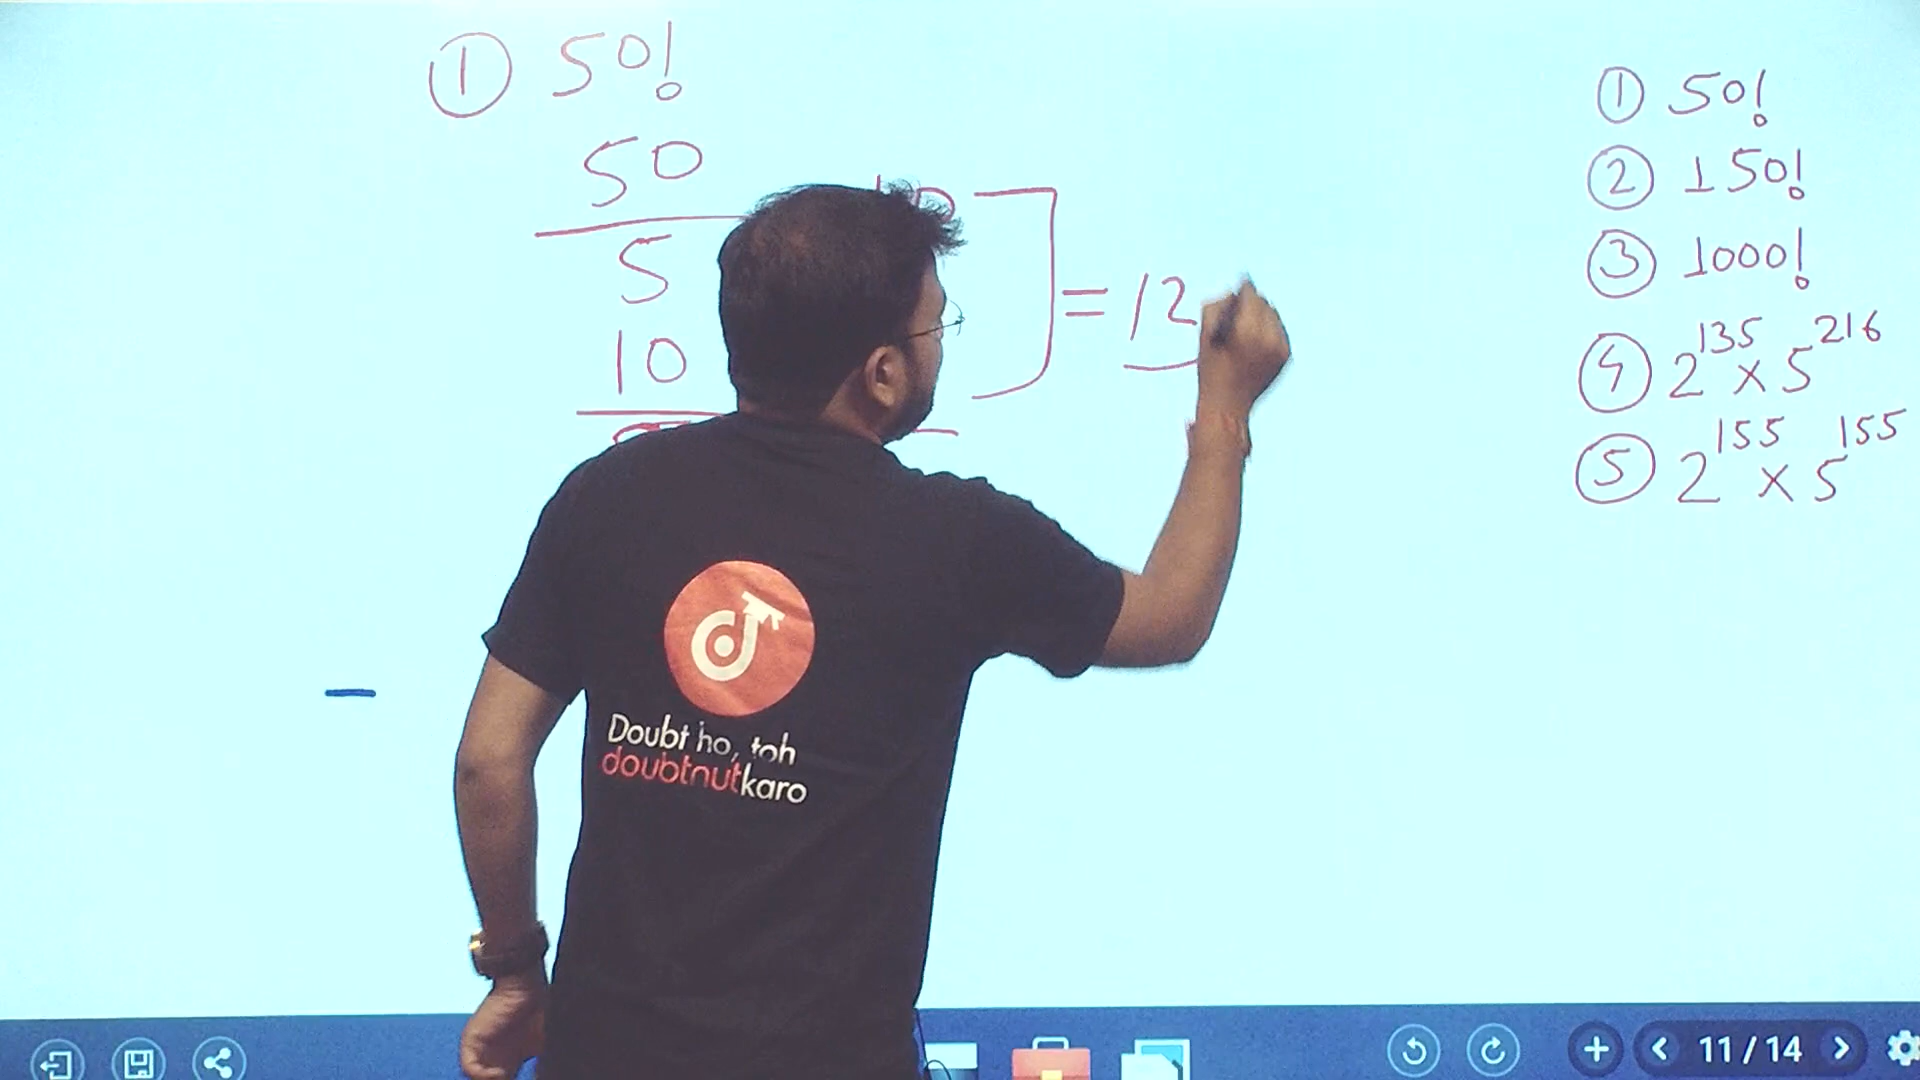 ① 50!
50
5
10
= 12
① 50!
② 150!
③ 1000!
④ 2^135 × 5^216
⑤ 2^155 × 5^155
Doubt ho, toh
doubtnutkaro
11 / 14